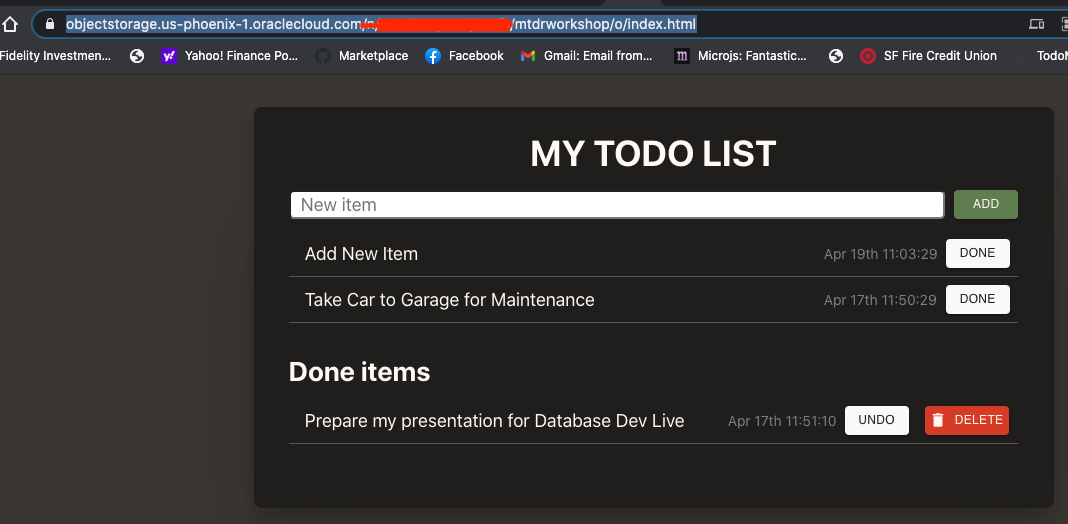 objectstorage.us-phoenix-1.oraclecloud.com/n/ /mtdrworkshop/o/index.html
Fidelity Investmen... Yahoo! Finance Po... Marketplace Facebook Gmail: Email from... Microjs: Fantastic... SF Fire Credit Union TodoM
MY TODO LIST
New item ADD
Add New Item Apr 19th 11:03:29 DONE
Take Car to Garage for Maintenance Apr 17th 11:50:29 DONE
Done items
Prepare my presentation for Database Dev Live Apr 17th 11:51:10 UNDO DELETE